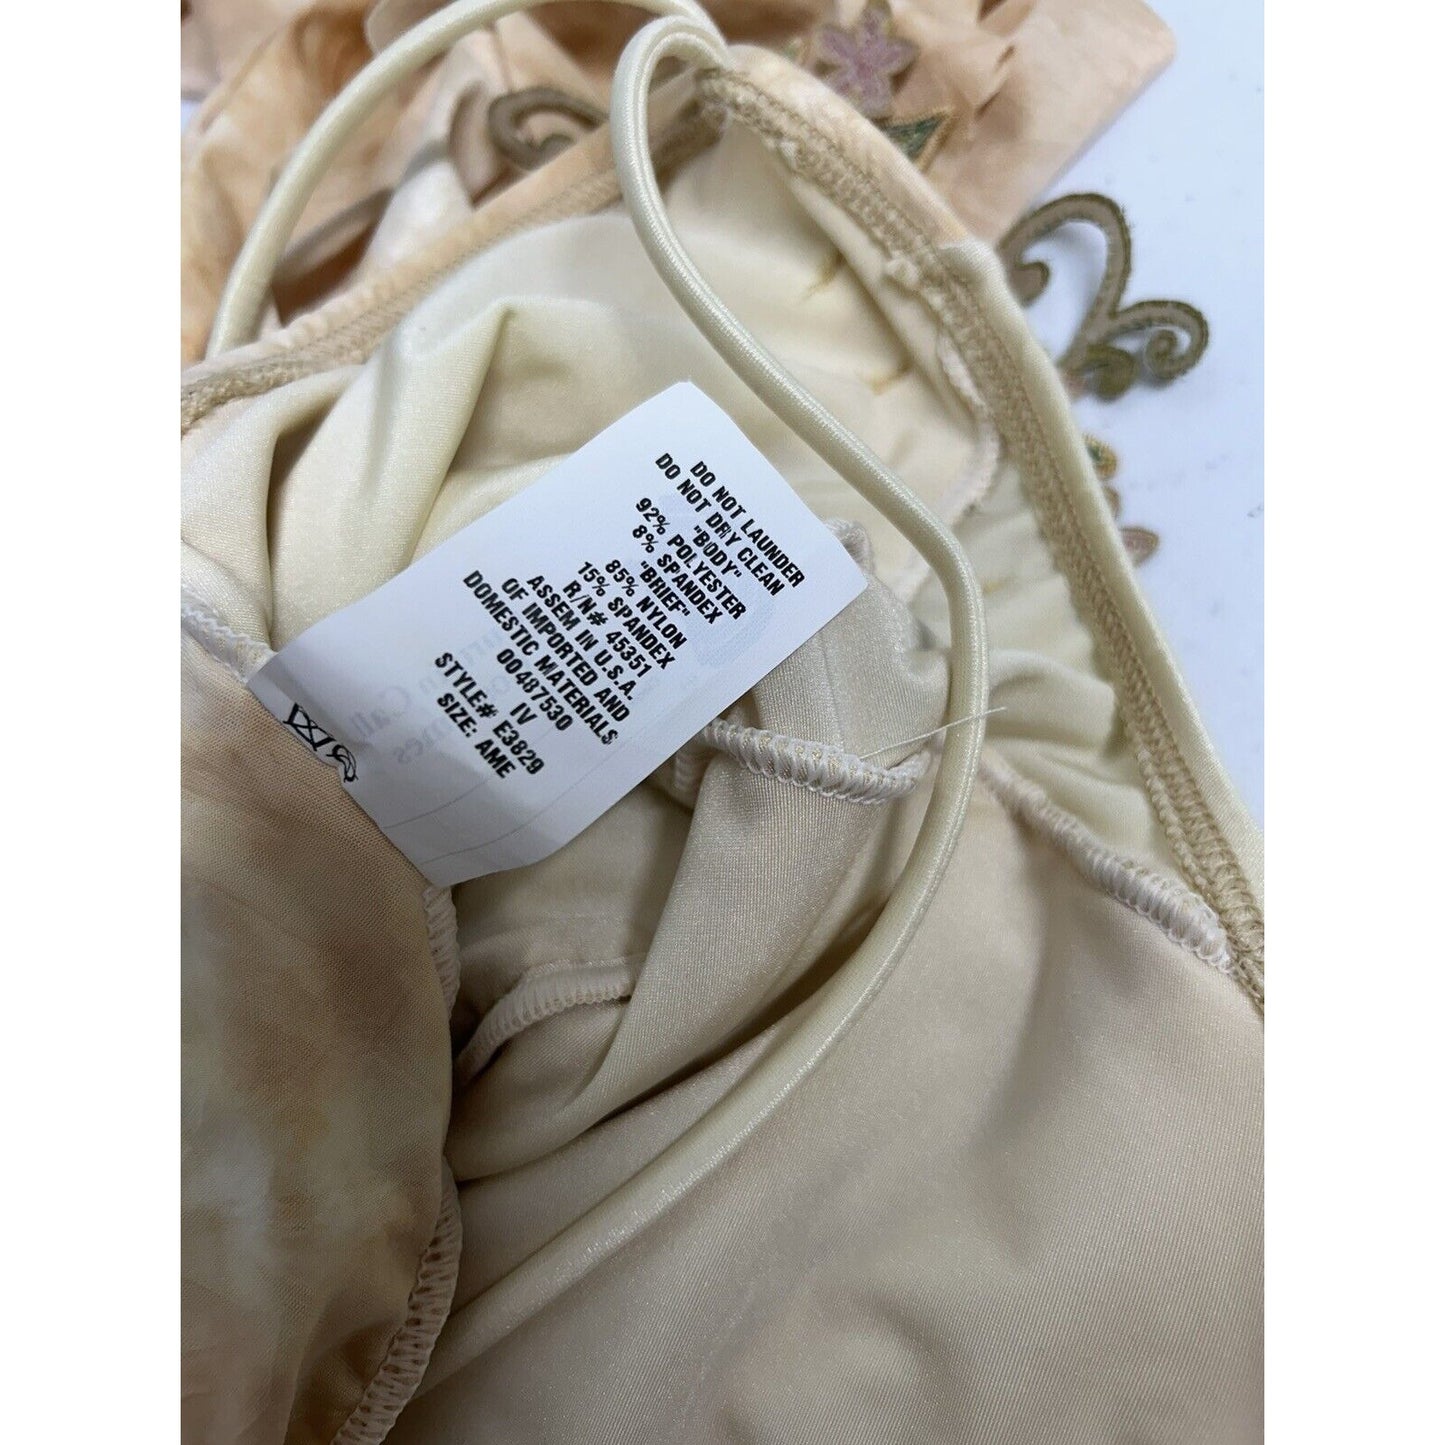 DO NOT LAUNDER
DO NOT DRY CLEAN
"BODY"
92% POLYESTER
8% SPANDEX
"BRIEF"
85% NYLON
15% SPANDEX
R/N# 45351
ASSEM IN U.S.A.
OF IMPORTED AND
DOMESTIC MATERIALS
00487530
IV
STYLE# E3829
SIZE: AME